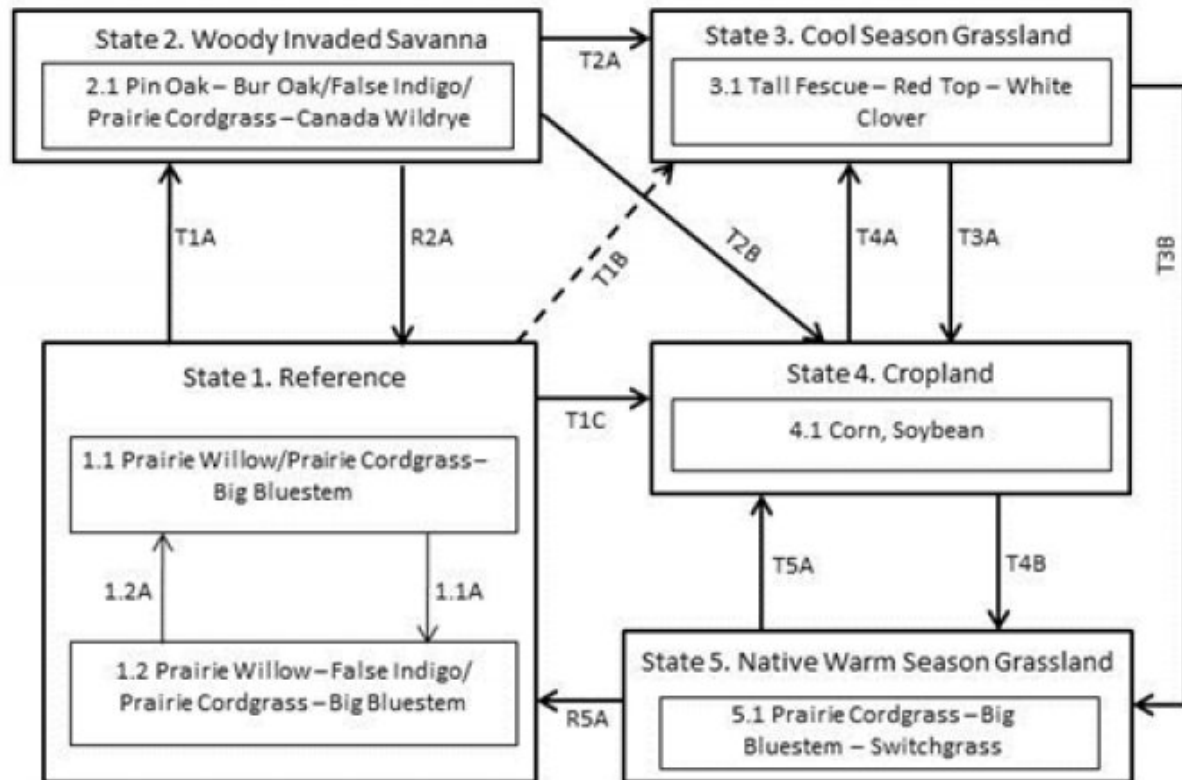 State 2. Woody Invaded Savanna
2.1 Pin Oak – Bur Oak/False Indigo/
Prairie Cordgrass – Canada Wildrye
T2A
State 3. Cool Season Grassland
3.1 Tall Fescue – Red Top – White
Clover
T1A
R2A
T1B
T2B
T4A
T3A
T3B
State 1. Reference
1.1 Prairie Willow/Prairie Cordgrass–
Big Bluestem
1.2A
1.1A
1.2 Prairie Willow – False Indigo/
Prairie Cordgrass – Big Bluestem
T1C
State 4. Cropland
4.1 Corn, Soybean
T5A
T4B
R5A
State 5. Native Warm Season Grassland
5.1 Prairie Cordgrass – Big
Bluestem – Switchgrass